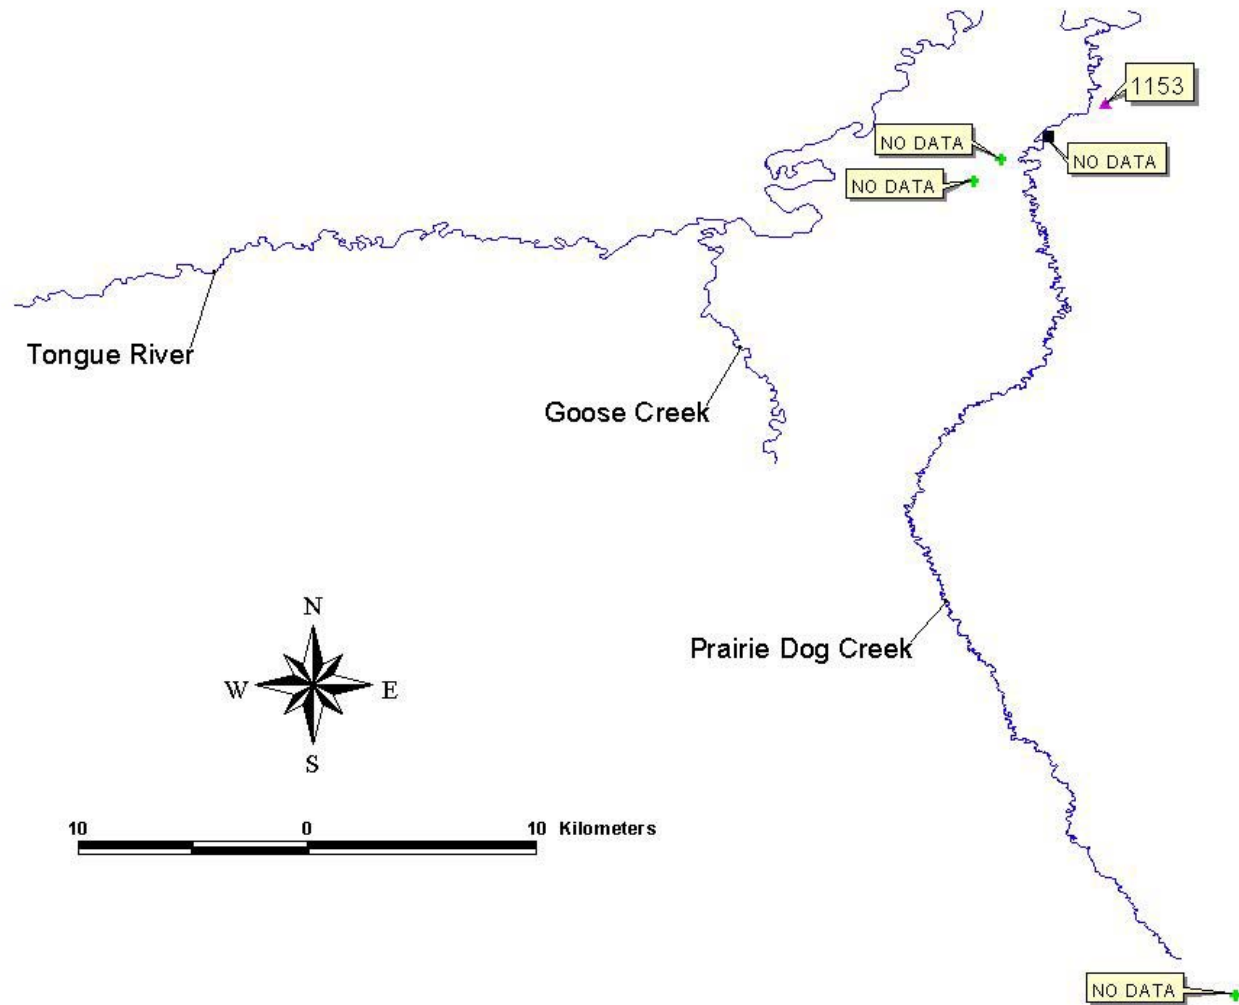 1153
NO DATA
NO DATA
NO DATA
Tongue River
Goose Creek
Prairie Dog Creek
N
W E
S
10 0 10 Kilometers
NO DATA